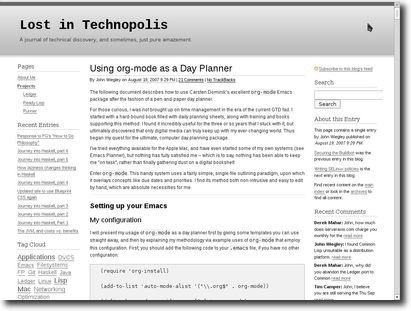 Lost in Technopolis
A journal of technical discovery, and sometimes, just pure amazement.
Pages
About Me
Projects
Ledger
Ready Lisp
Runner
Recent Entries
Response to PG's "How to Do Philosophy"
Journey into Haskell, part 6
Journey into Haskell, part 5
How laziness changes thinking in Haskell
Journey into Haskell, part 4
Updated site to use Blueprint CSS again
Journey into Haskell, part 3
Journey into Haskell, part 2
Journey into Haskell, part 1
The JVM, and costs vs. benefits
Tag Cloud
Applications DVCS
Emacs Filesystems
FP Git Haskell Java
Ledger Linux Lisp
Mac Networking
Optimization
Using org-mode as a Day Planner
By John Wiegley on August 18, 2007 9:29 PM | 21 Comments | No TrackBacks
The following document describes how to use Carsten Dominik's excellent org-mode Emacs
package after the fashion of a pen-and-paper day planner.
For those curious, I was not brought up on time management in the era of the current GTD fad. I
started with a hard-bound book filled with daily planning sheets, along with training and books
supporting this method. I found it incredibly useful for the three or so years that I stuck with it, but
ultimately discovered that only digital media can truly keep up with my ever-changing world. Thus
began my quest for the ultimate, computer day planning package.
I've tried everything available for the Apple Mac, and have even started some of my own systems (see
Emacs Planner), but nothing has fully satisfied me – which is to say, nothing has been able to keep
me "on task", rather than finally gathering dust on a digital bookshelf.
Enter org-mode. This handy system uses a fairly simple, single-file outlining paradigm, upon which
it overlays concepts like due dates and priorities. I find its method both non-intrusive and easy to edit
by hand, which are absolute necessities for me.
Setting up your Emacs
My configuration
I will present my usage of org-mode as a day planner first by giving some templates you can use
straight away, and then by explaining my methodology via example uses of org-mode that employ
this configuration. First, you should add the following code to your .emacs file, if you have no other
configuration:
(require 'org-install)
(add-to-list 'auto-mode-alist '("\\.org$" . org-mode))
Subscribe to this blog's feed
Search
Search
About this Entry
This page contains a single entry
by John Wiegley published on
August 18, 2007 9:29 PM.
Securing the Buildbot was the
previous entry in this blog.
Writing SELinux policies is the
next entry in this blog.
Find recent content on the main
index or look in the archives to
find all content.
Recent Comments
Derek Mahar: John, how much
does serverloos.com charge you
monthly for the read more
John Wiegley: I found Common
Lisp unsuitable as a distribution
platform. read more
Derek Mahar: John, why did
you abandon the Ledger port to
Common read more
Tim Camper: John, I believe
you are still serving the Thu Sep
read more